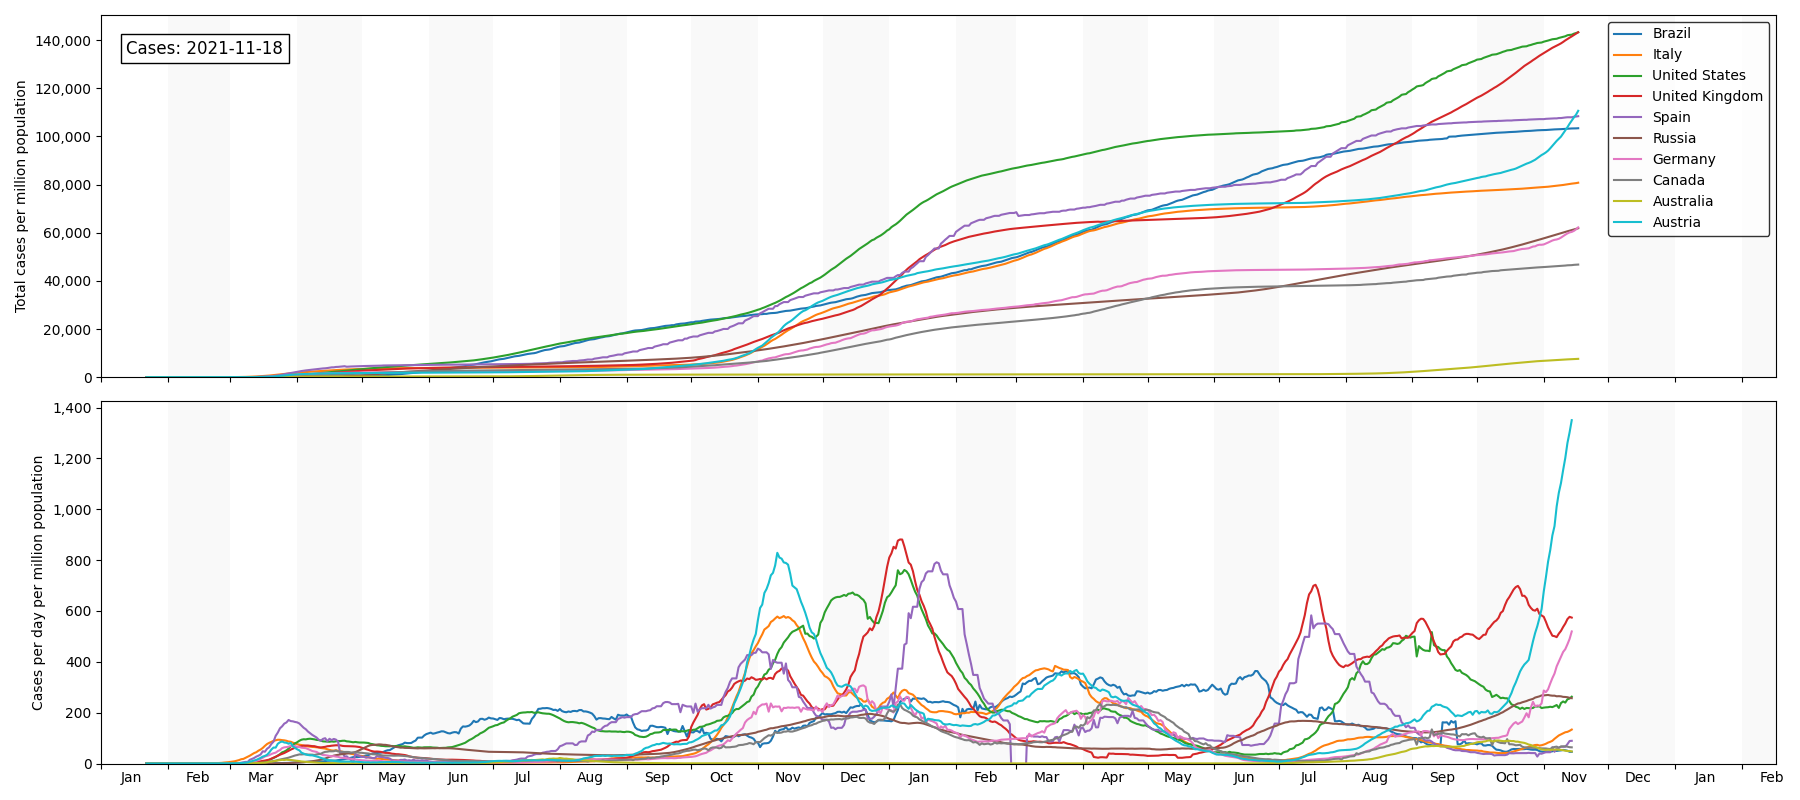 Cases: 2021-11-18
Total cases per million population
140,000
120,000
100,000
80,000
60,000
40,000
20,000
0
Brazil
Italy
United States
United Kingdom
Spain
Russia
Germany
Canada
Australia
Austria
Cases per day per million population
1,400
1,200
1,000
800
600
400
200
0
Jan Feb Mar Apr May Jun Jul Aug Sep Oct Nov Dec Jan Feb Mar Apr May Jun Jul Aug Sep Oct Nov Dec Jan Feb